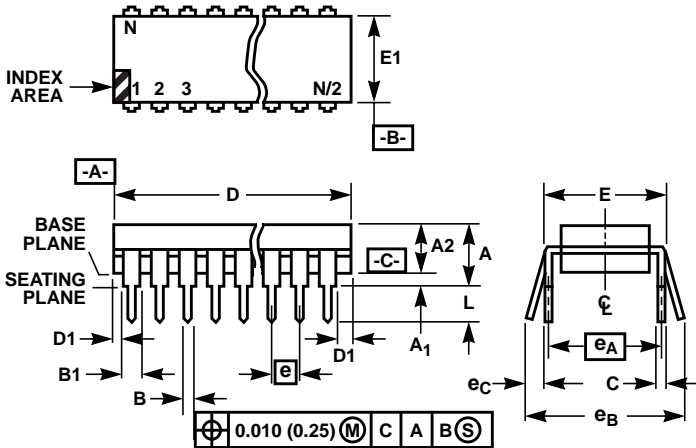 N
E1
INDEX
AREA
1 2 3
N/2
-B-
-A-
D
E
BASE
PLANE
A2
A
-C-
SEATING
PLANE
L
℄
D1
D1
A1
eA
B1
e
eC
C
B
eB
0.010 (0.25) Ⓜ C A B Ⓢ